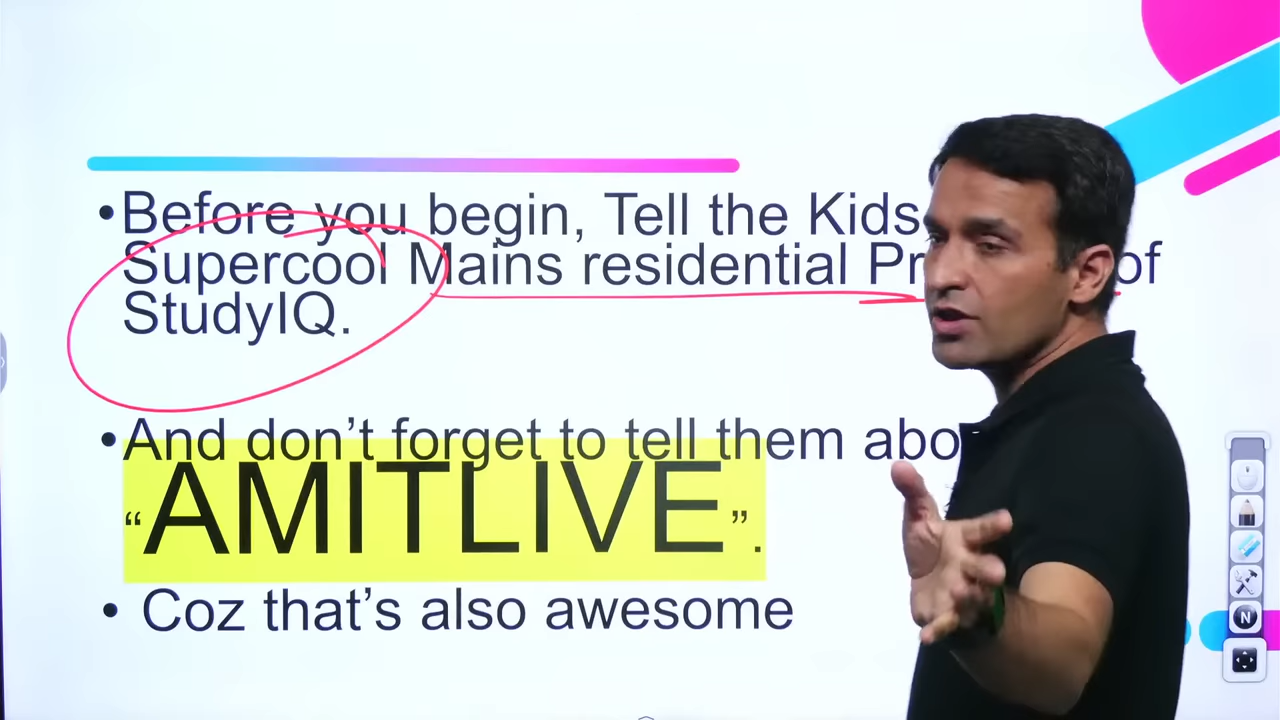 •Before you begin, Tell the Kids
Supercool Mains residential of
StudyIQ.
•And don’t forget to tell them
“AMITLIVE”.
• Coz that’s also awesome
N